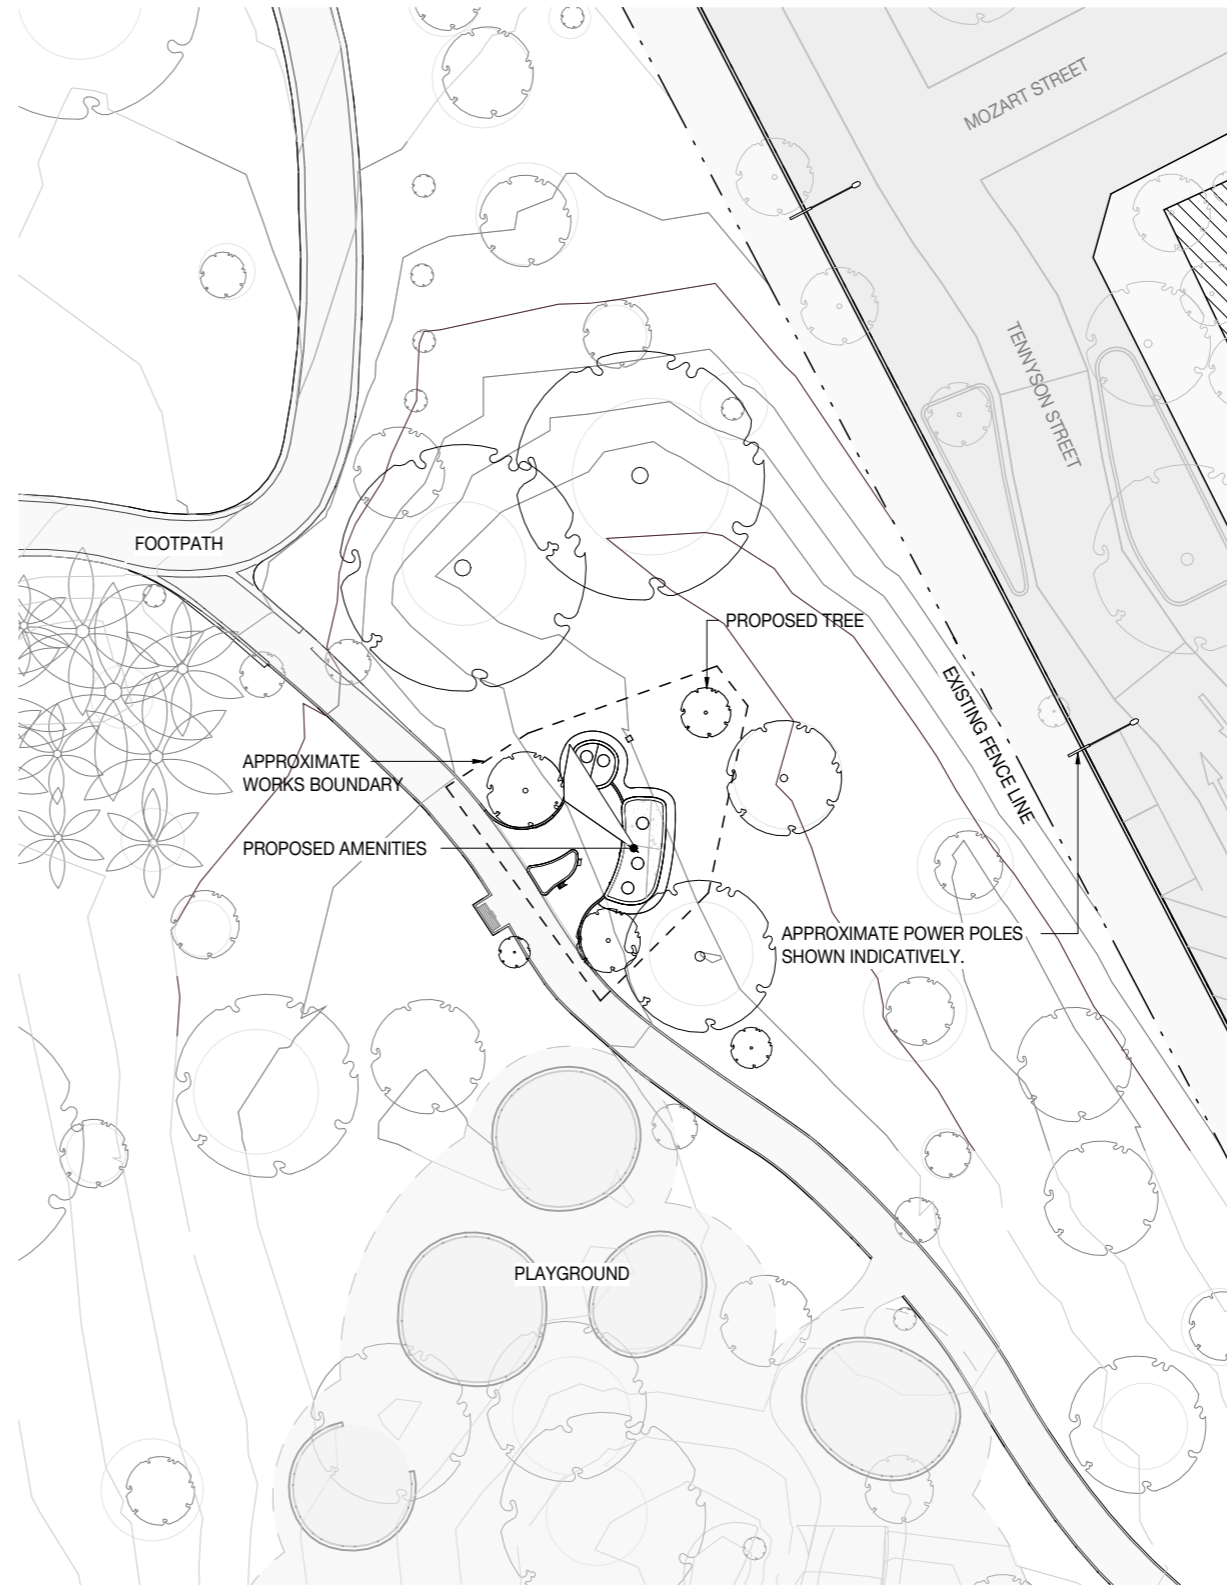 MOZART STREET
TENNYSON STREET
FOOTPATH
PROPOSED TREE
EXISTING FENCE LINE
APPROXIMATE
WORKS BOUNDARY
PROPOSED AMENITIES
APPROXIMATE POWER POLES
SHOWN INDICATIVELY.
PLAYGROUND